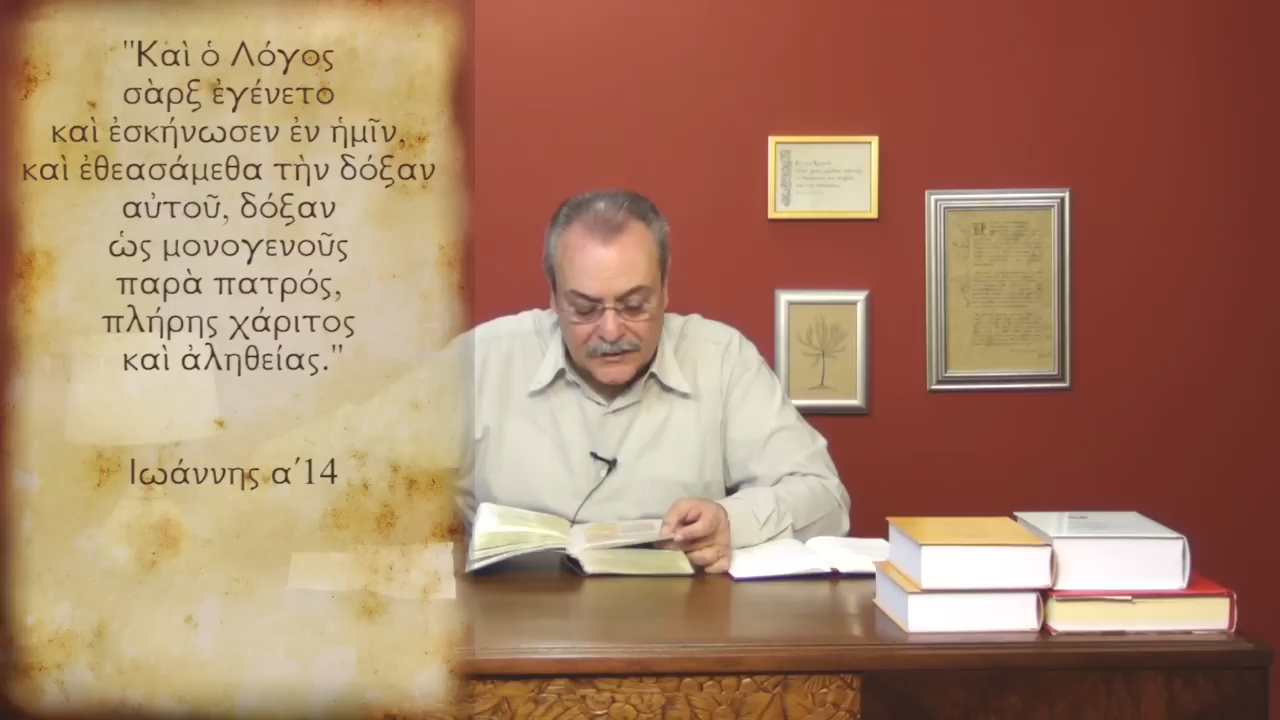 "Καὶ ὁ Λόγος
σὰρξ ἐγένετο
καὶ ἐσκήνωσεν ἐν ἡμῖν,
καὶ ἐθεασάμεθα τὴν δόξαν
αὐτοῦ, δόξαν
ὡς μονογενοῦς
παρὰ πατρός,
πλήρης χάριτος
καὶ ἀληθείας."
Ιωάννης α΄14